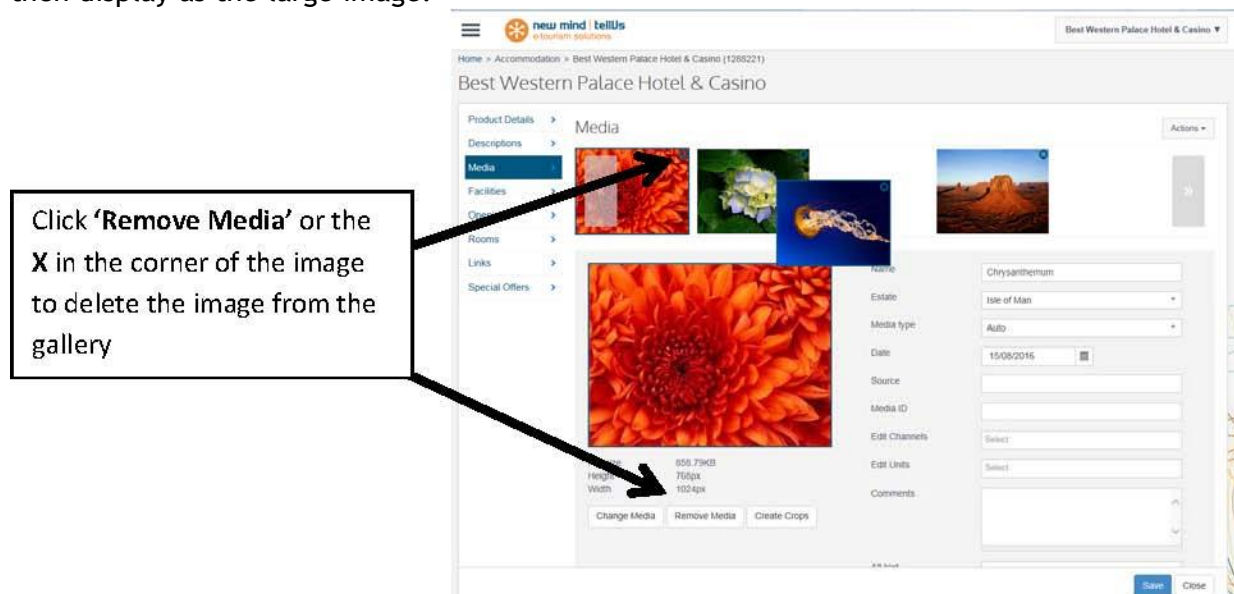 then display as the large image.
new mind | tellUs
e-tourism solutions
Best Western Palace Hotel & Casino ▼
Home > Accommodation > Best Western Palace Hotel & Casino (1288221)
Best Western Palace Hotel & Casino
Product Details >
Descriptions >
Media
Facilities
Rooms >
Links >
Special Offers >
Media
Actions
»
Click ‘Remove Media’ or the
X in the corner of the image
to delete the image from the
gallery
Name Chrysanthemum
Estate Isle of Man
Media type Auto
Date 15/08/2016
Source
Media ID
Edit Channels Select
Edit Units Select
Comments
858.79KB
Height 768px
Width 1024px
Change Media Remove Media Create Crops
Save Close